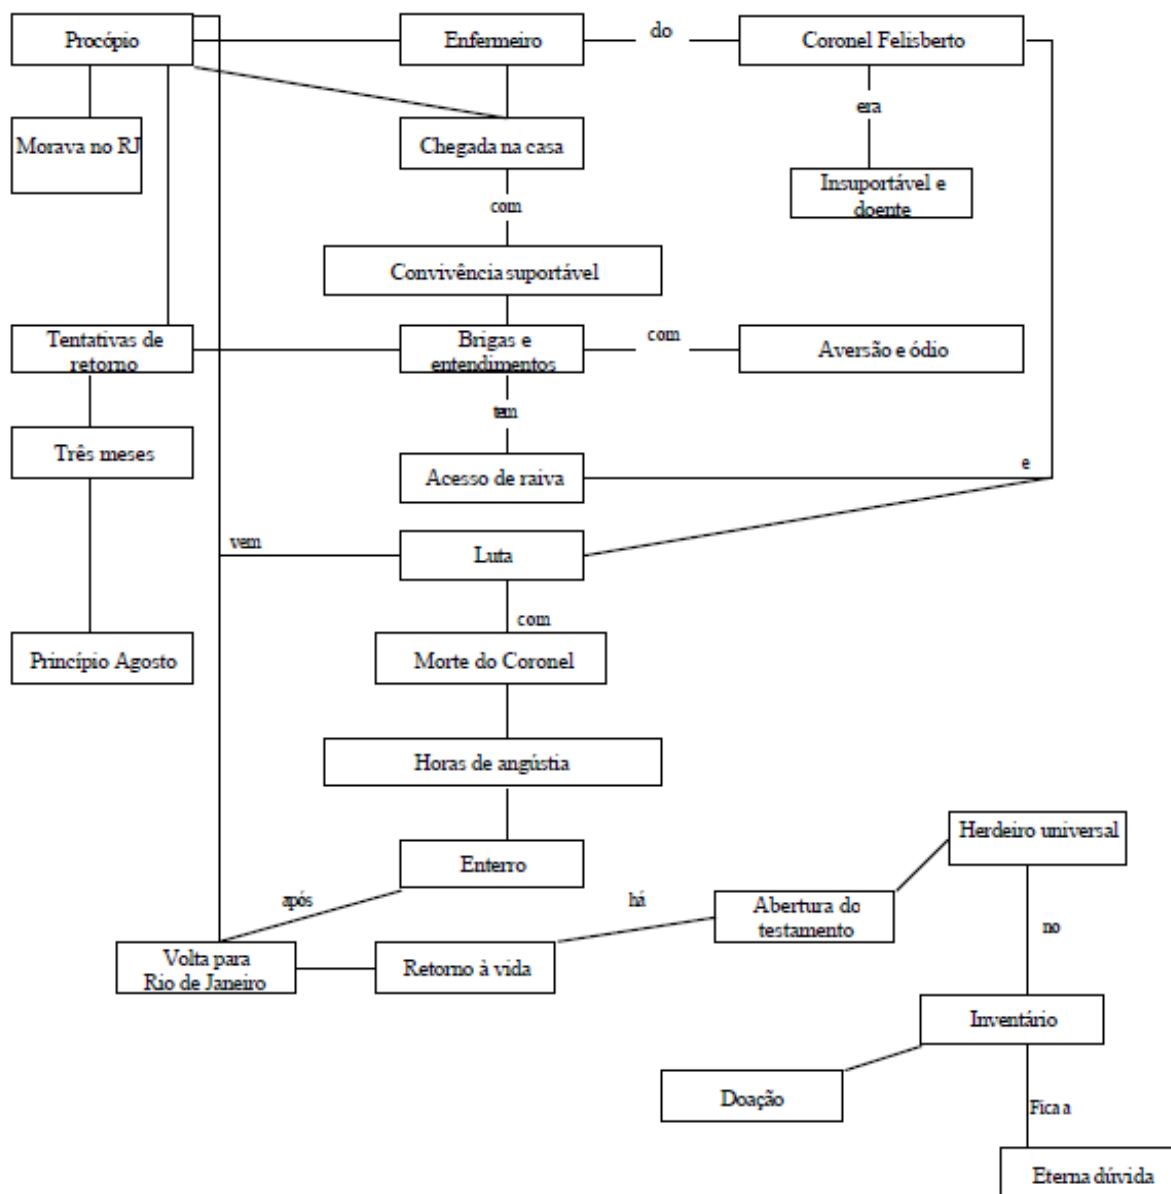 Procópio
Enfermeiro
do
Coronel Felisberto
era
Morava no RJ
Chegada na casa
Insuportável e
doente
com
Convivência suportável
Tentativas de
retorno
Brigas e
entendimentos
com
Aversão e ódio
tem
Três meses
Acesso de raiva
e
vem
Luta
com
Princípio Agosto
Morte do Coronel
Horas de angústia
Herdeiro universal
Enterro
após
há
Abertura do
testamento
no
Volta para
Rio de Janeiro
Retorno à vida
Inventário
Doação
Fica a
Eterna dúvida